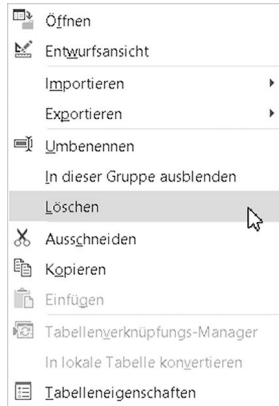 Öffnen
Entwurfsansicht
Importieren
Exportieren
Umbenennen
In dieser Gruppe ausblenden
Löschen
Ausschneiden
Kopieren
Einfügen
Tabellenverknüpfungs-Manager
In lokale Tabelle konvertieren
Tabelleneigenschaften